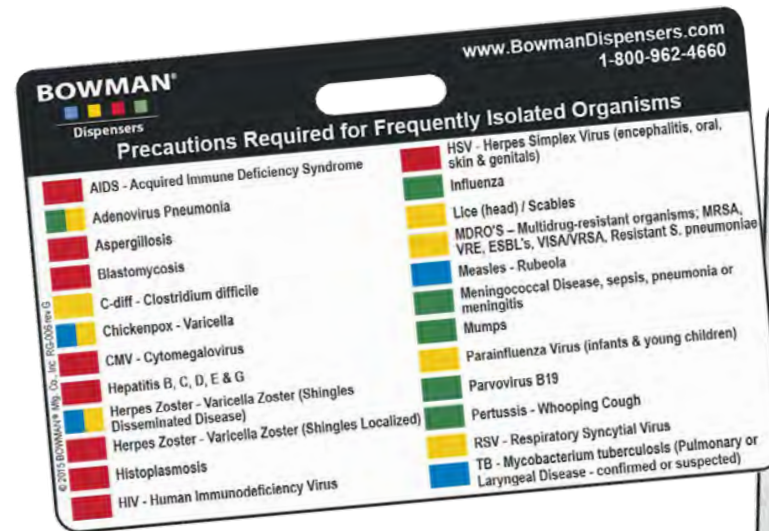 BOWMAN®
Dispensers
www.BowmanDispensers.com
1-800-962-4660
Precautions Required for Frequently Isolated Organisms
AIDS - Acquired Immune Deficiency Syndrome
Adenovirus Pneumonia
Aspergillosis
Blastomycosis
C-diff - Clostridium difficile
Chickenpox - Varicella
CMV - Cytomegalovirus
Hepatitis B, C, D, E & G
Herpes Zoster - Varicella Zoster (Shingles
Disseminated Disease)
Herpes Zoster - Varicella Zoster (Shingles Localized)
Histoplasmosis
HIV - Human Immunodeficiency Virus
HSV - Herpes Simplex Virus (encephalitis, oral,
skin & genitals)
Influenza
Lice (head) / Scabies
MDRO'S – Multidrug-resistant organisms; MRSA,
VRE, ESBL's, VISA/VRSA, Resistant S. pneumoniae
Measles - Rubeola
Meningococcal Disease, sepsis, pneumonia or
meningitis
Mumps
Parainfluenza Virus (infants & young children)
Parvovirus B19
Pertussis - Whooping Cough
RSV - Respiratory Syncytial Virus
TB - Mycobacterium tuberculosis (Pulmonary or
Laryngeal Disease - confirmed or suspected)
© 2015 BOWMAN® Mfg. Co., Inc. RG-006 rev G